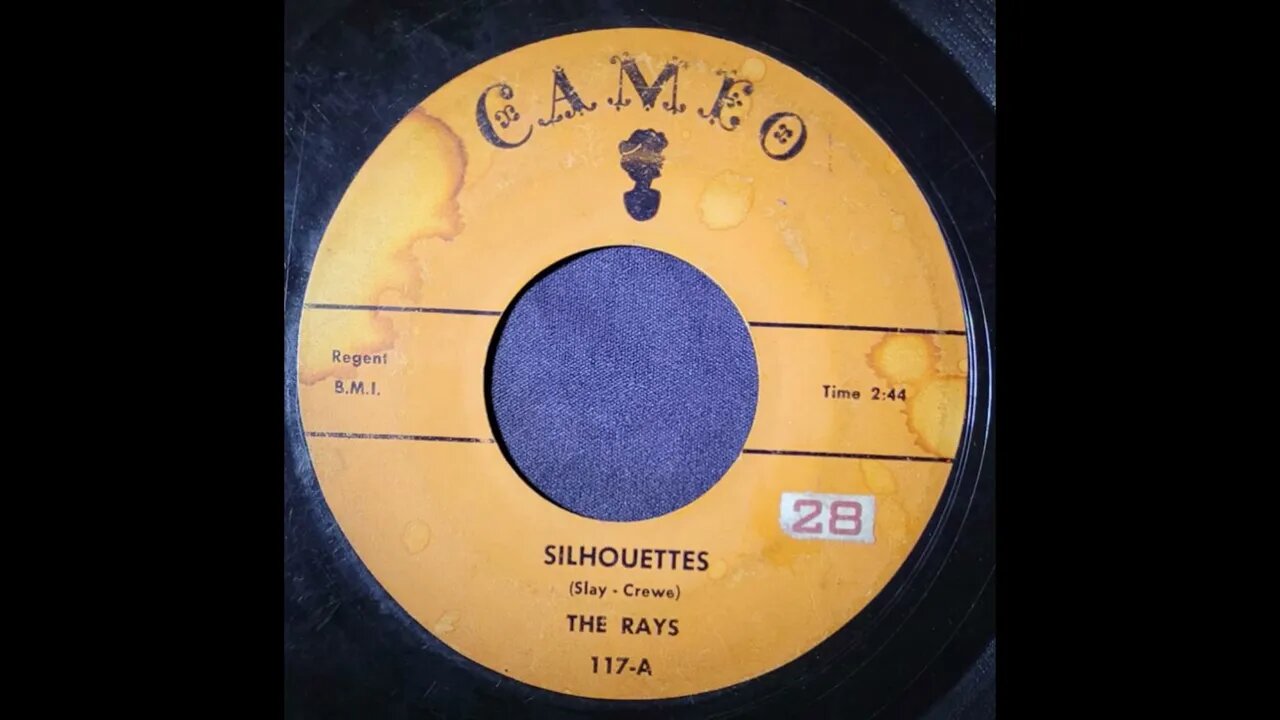 CAMEO
Regent
B.M.I.
Time 2:44
28
SILHOUETTES
(Slay - Crewe)
THE RAYS
117-A